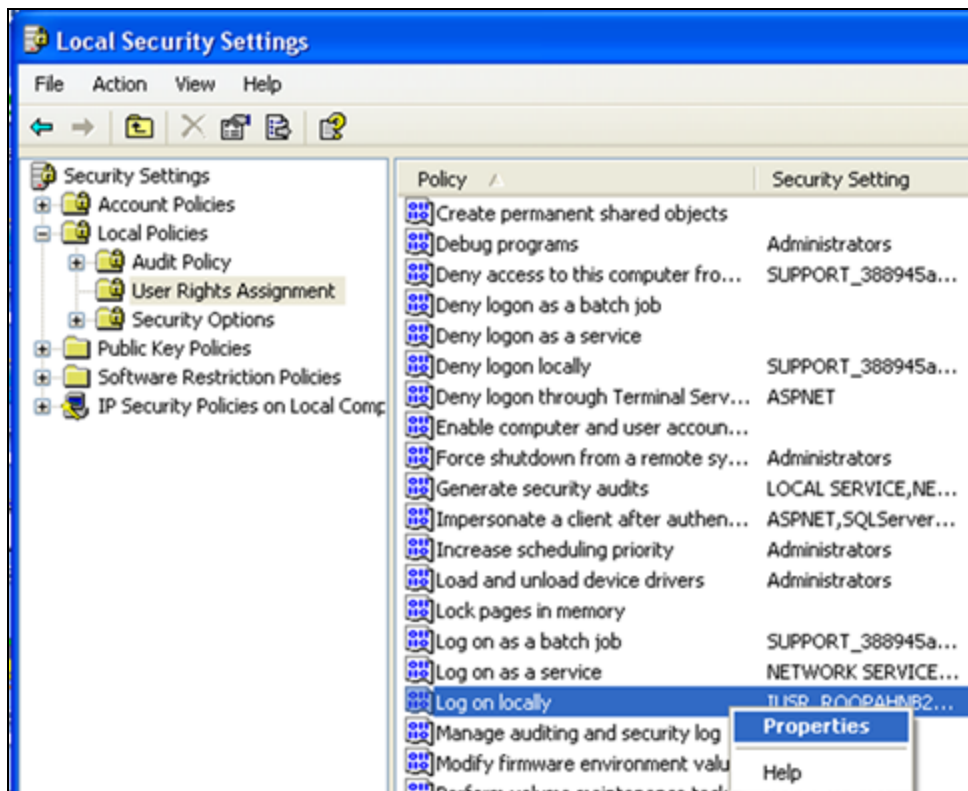 Local Security Settings
File Action View Help
Security Settings
Account Policies
Local Policies
Audit Policy
User Rights Assignment
Security Options
Public Key Policies
Software Restriction Policies
IP Security Policies on Local Comp
Policy Security Setting
Create permanent shared objects
Debug programs Administrators
Deny access to this computer fro... SUPPORT_388945a...
Deny logon as a batch job
Deny logon as a service
Deny logon locally SUPPORT_388945a...
Deny logon through Terminal Serv... ASPNET
Enable computer and user accoun...
Force shutdown from a remote sy... Administrators
Generate security audits LOCAL SERVICE,NE...
Impersonate a client after authen... ASPNET,SQLServer...
Increase scheduling priority Administrators
Load and unload device drivers Administrators
Lock pages in memory
Log on as a batch job SUPPORT_388945a...
Log on as a service NETWORK SERVICE...
Log on locally IUSR_ROOPAHNB2...
Manage auditing and security log Properties
Modify firmware environment valu Help
Perform volume maintenance